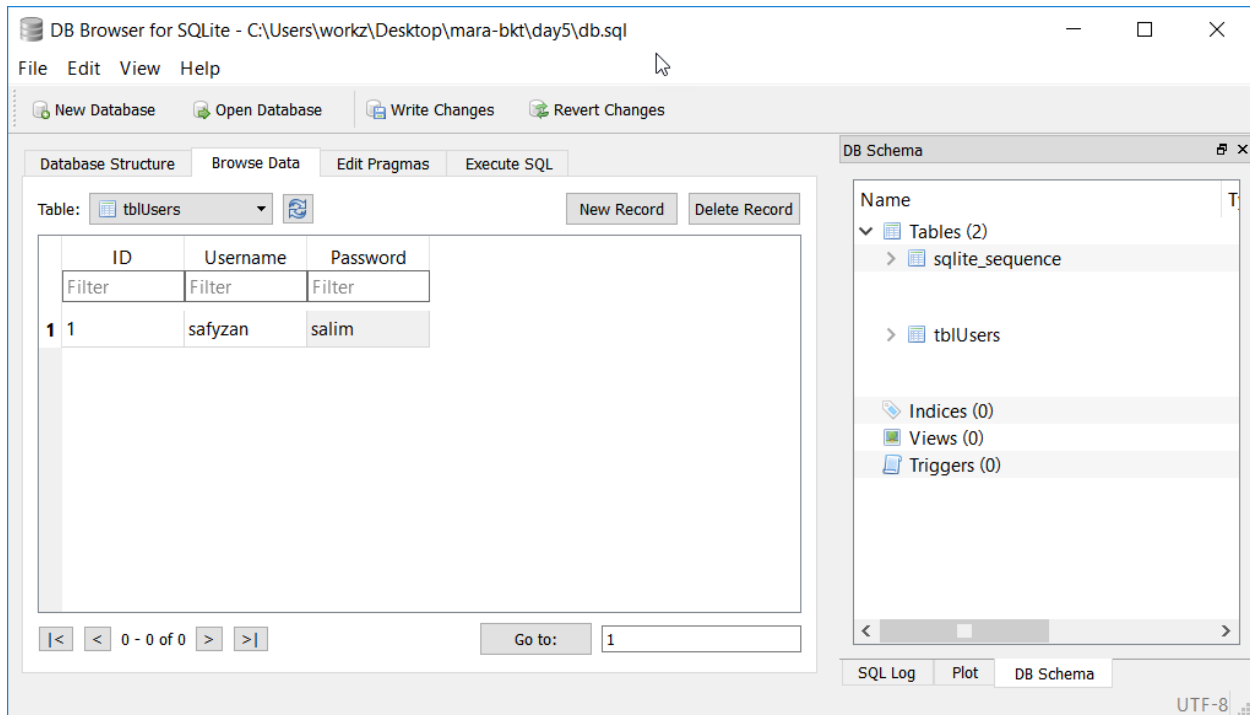 DB Browser for SQLite - C:\Users\workz\Desktop\mara-bkt\day5\db.sql
File Edit View Help
New Database Open Database Write Changes Revert Changes
Database Structure Browse Data Edit Pragmas Execute SQL
Table: tblUsers New Record Delete Record
ID Username Password
Filter Filter Filter
1 1 safyzan salim
|< < 0 - 0 of 0 > >| Go to: 1
DB Schema
Name
Tables (2)
sqlite_sequence
tblUsers
Indices (0)
Views (0)
Triggers (0)
SQL Log Plot DB Schema
UTF-8